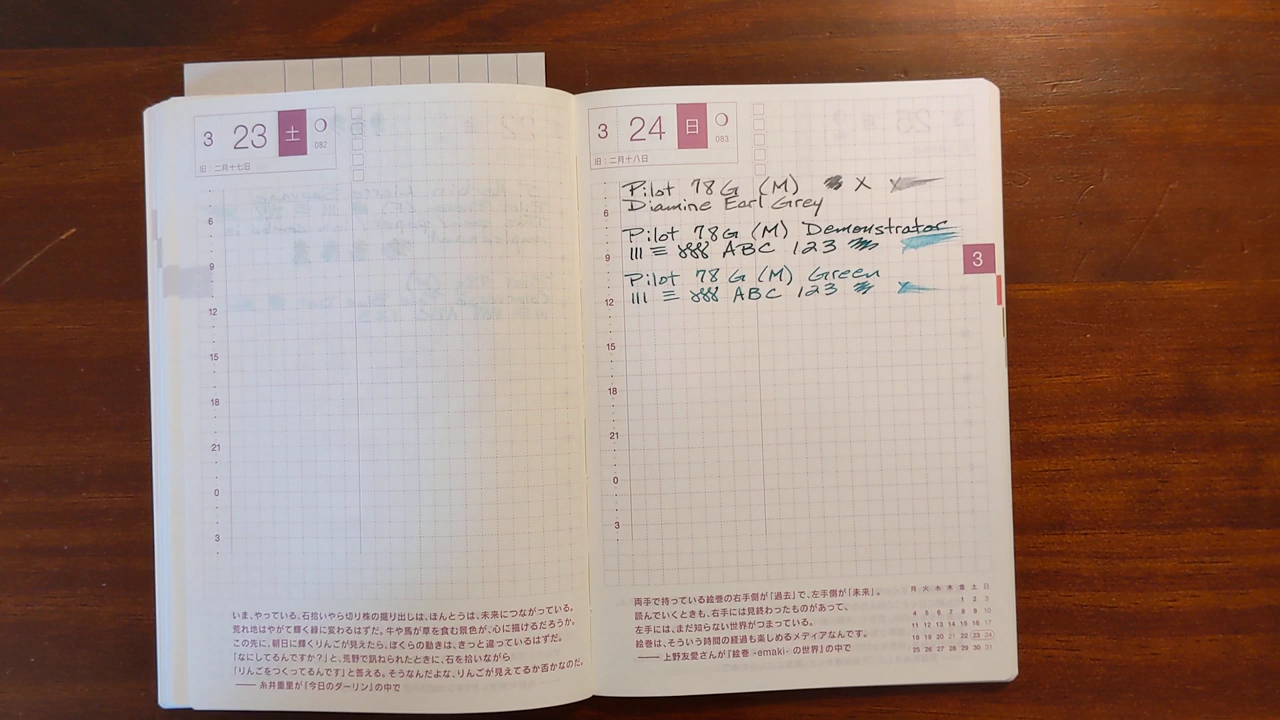 3 23 土
082
旧：二月十七日
6
9
12
15
18
21
0
3
いま、やっている、石拾いやら切り株の掘り出しは、ほんとうは、未来につながっている。
荒れ地はやがて輝く緑に変わるはずだ。牛や馬が草を食む景色が、心に描けるだろうか。
この先に、朝日に輝くりんごが見えたら、ぼくらの動きは、きっと違っているはずだ。
「なにしてるんですか？」と、荒野で訊ねられたときに、石を拾いながら
「りんごをつくってるんです」と答える。そうなんだよな、りんごが見えてるか否かなのだ。
── 糸井重里が『今日のダーリン』の中で
3 24 日
083
旧：二月十八日
Pilot 78G (M) X
Diamine Earl Grey
Pilot 78G (M) Demonstrator
ABC 123
Pilot 78G (M) Green
ABC 123
3
6
9
12
15
18
21
0
3
両手で持っている絵巻の右手側が「過去」で、左手側が「未来」。
読んでいくときも、右手には見終わったものがあって、
左手には、まだ知らない世界がつまっている。
絵巻は、そういう時間の経過も楽しめるメディアなんです。
── 上野友愛さんが『絵巻 -emaki- の世界』の中で
月 火 水 木 金 土 日
1 2 3
4 5 6 7 8 9 10
11 12 13 14 15 16 17
18 19 20 21 22 23 24
25 26 27 28 29 30 31